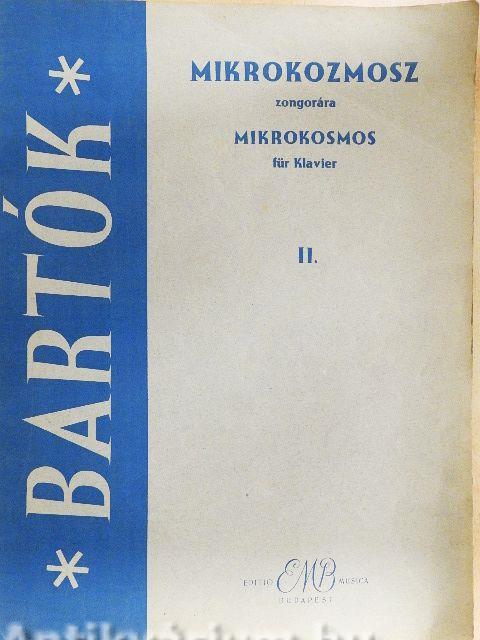 * BARTÓK *
MIKROKOZMOSZ
zongorára
MIKROKOSMOS
für Klavier
II.
EDITIO EMB MUSICA
BUDAPEST